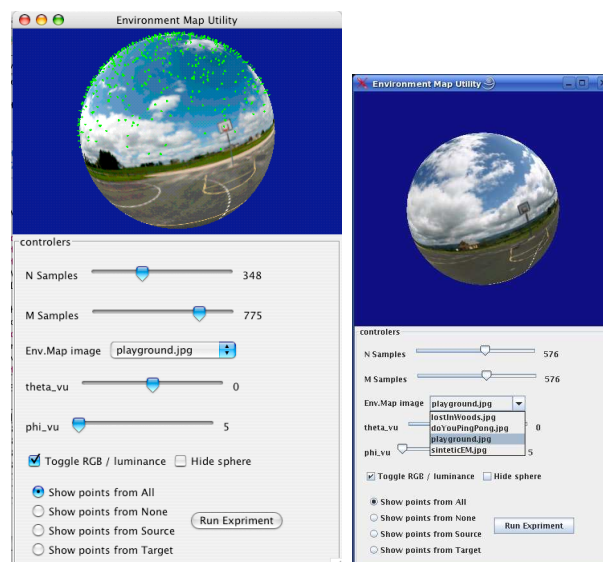 Environment Map Utility
controlers
N Samples 348
M Samples 775
Env.Map image playground.jpg
theta_vu 0
phi_vu 5
Toggle RGB / luminance Hide sphere
Show points from All
Show points from None
Show points from Source
Show points from Target
Run Expriment
Environment Map Utility
controlers
N Samples 576
M Samples 576
Env.Map image playground.jpg
lostInWoods.jpg
doYouPingPong.jpg
playground.jpg
sinteticEM.jpg
theta_vu 0
phi_vu 5
Toggle RGB / luminance Hide sphere
Show points from All
Show points from None
Show points from Source
Show points from Target
Run Expriment